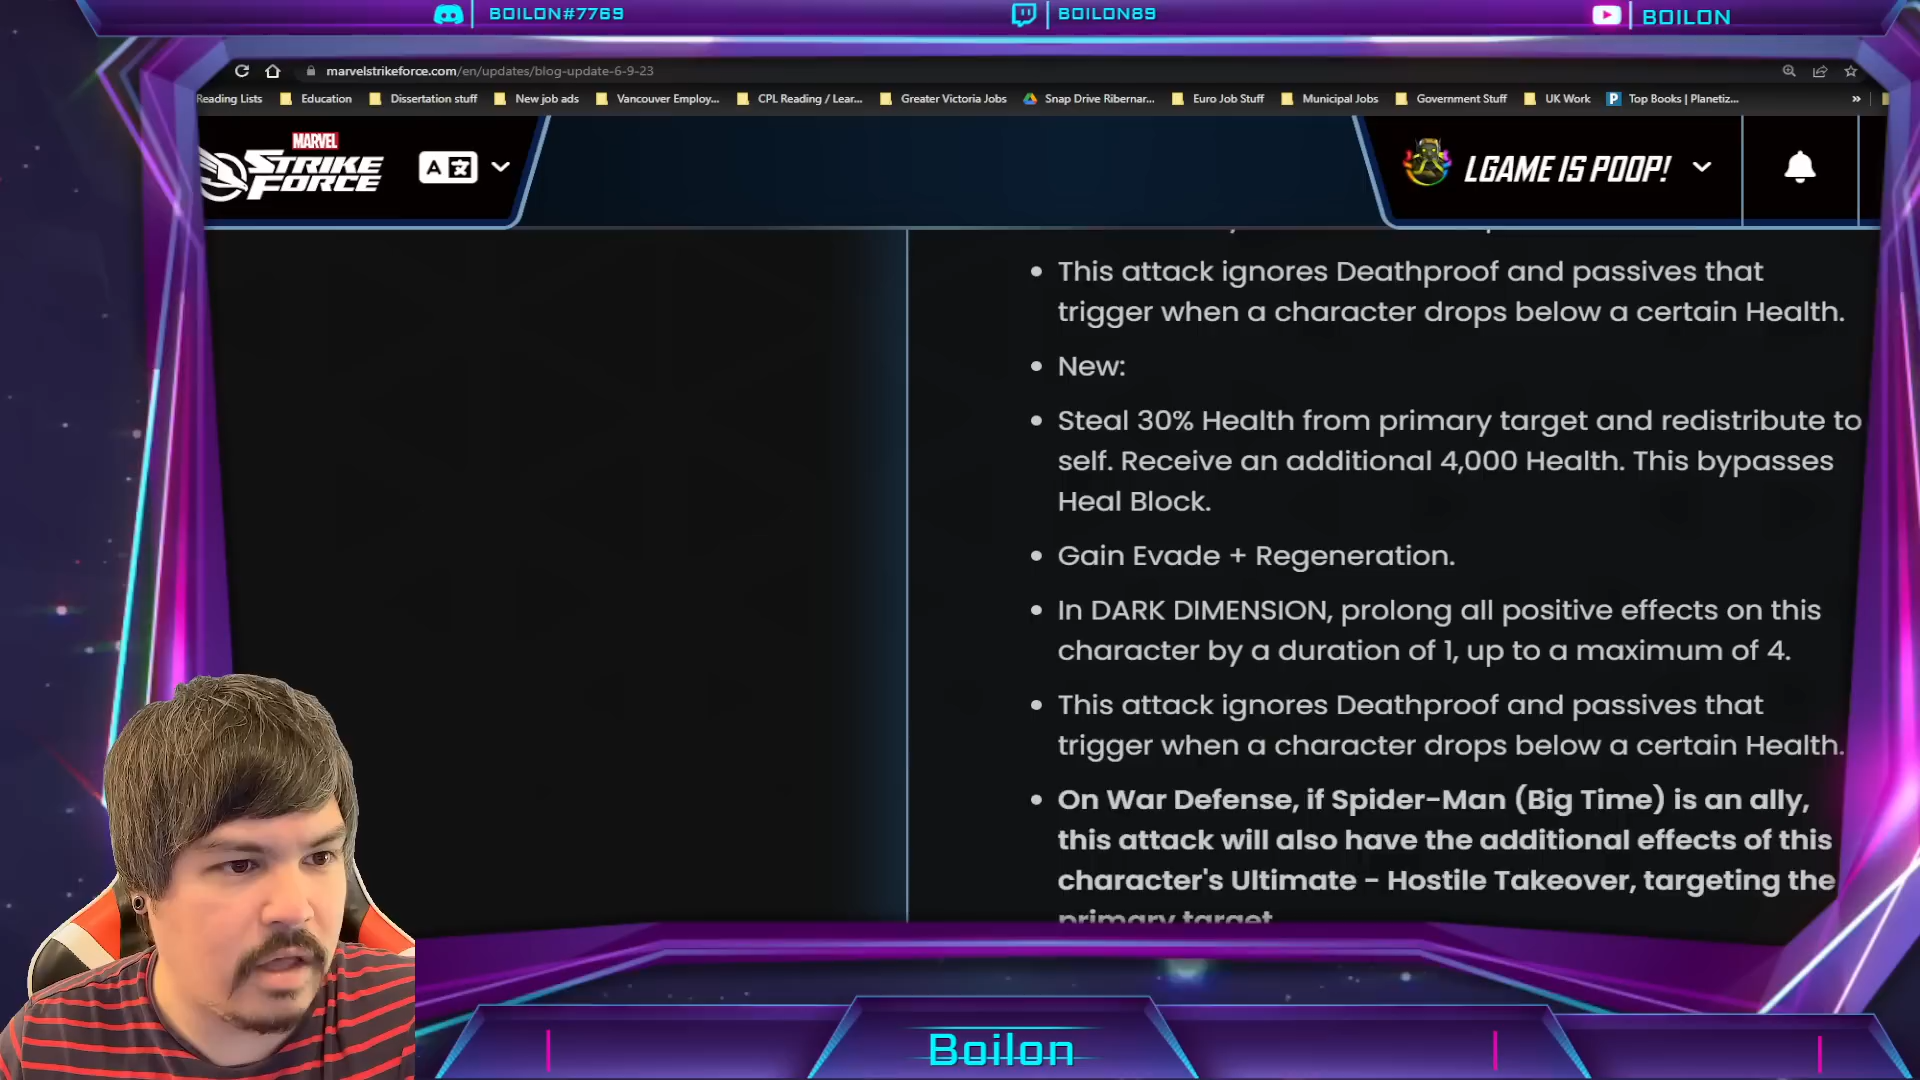 BOILON#7769
BOILON89
BOILON
marvelstrikeforce.com/en/updates/blog-update-6-9-23
Reading Lists
Education
Dissertation stuff
New job ads
Vancouver Employ...
CPL Reading / Lear...
Greater Victoria Jobs
Snap Drive Ribernar...
Euro Job Stuff
Municipal Jobs
Government Stuff
UK Work
Top Books | Planetiz...
»
MARVEL
STRIKE
FORCE
A文
LGAME IS POOP!
This attack ignores Deathproof and passives that
trigger when a character drops below a certain Health.
New:
Steal 30% Health from primary target and redistribute to
self. Receive an additional 4,000 Health. This bypasses
Heal Block.
Gain Evade + Regeneration.
In DARK DIMENSION, prolong all positive effects on this
character by a duration of 1, up to a maximum of 4.
This attack ignores Deathproof and passives that
trigger when a character drops below a certain Health.
On War Defense, if Spider-Man (Big Time) is an ally,
this attack will also have the additional effects of this
character's Ultimate - Hostile Takeover, targeting the
primary target
Boilon